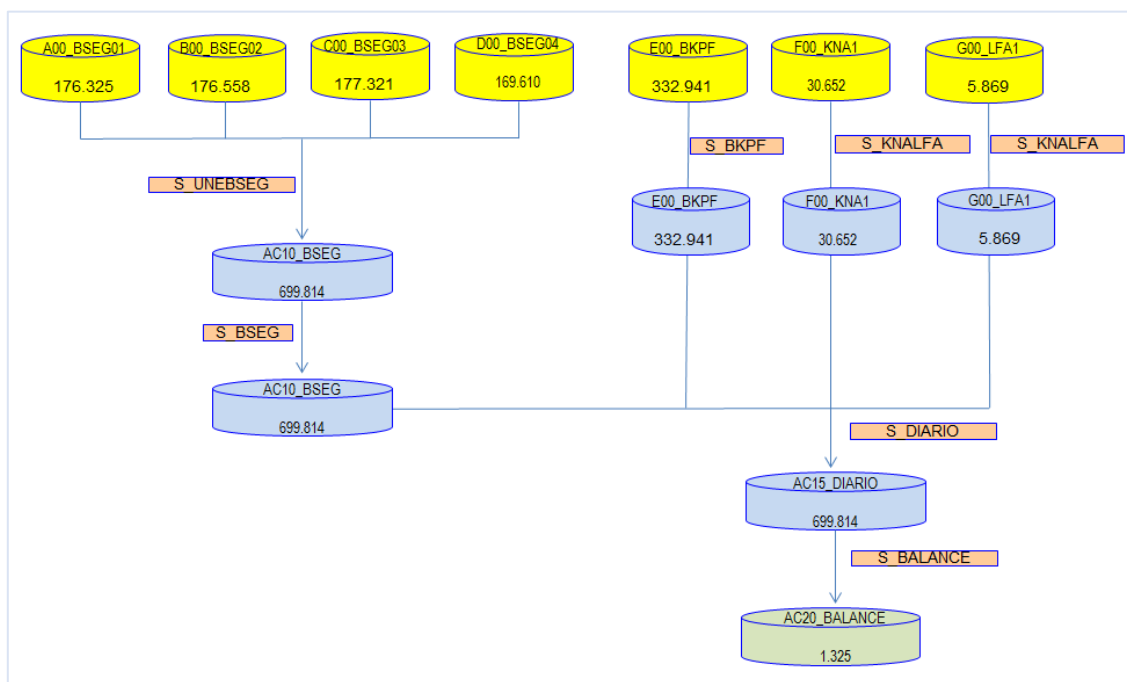 A00_BSEG01
B00_BSEG02
C00_BSEG03
D00_BSEG04
E00_BKPF
F00_KNA1
G00_LFA1
176.325
176.558
177.321
169.610
332.941
30.652
5.869
S_BKPF
S_KNALFA
S_KNALFA
S_UNEBSEG
E00_BKPF
F00_KNA1
G00_LFA1
332.941
30.652
5.869
AC10_BSEG
699.814
S_BSEG
AC10_BSEG
699.814
S_DIARIO
AC15_DIARIO
699.814
S_BALANCE
AC20_BALANCE
1.325